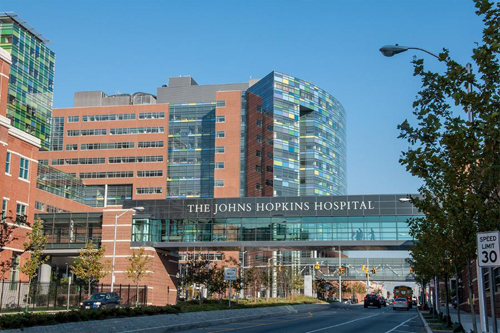 THE JOHNS HOPKINS HOSPITAL
SPEED
LIMIT
30